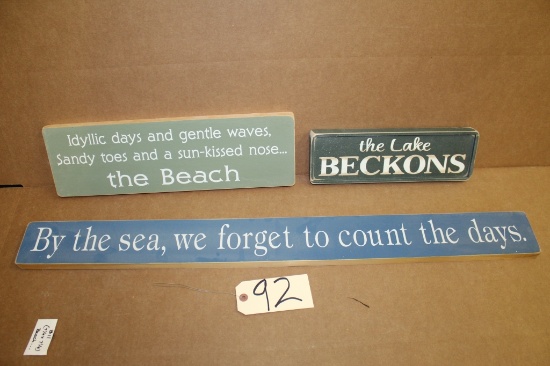 Idyllic days and gentle waves,
Sandy toes and a sun-kissed nose...
the Beach
the Lake
BECKONS
By the sea, we forget to count the days.
92